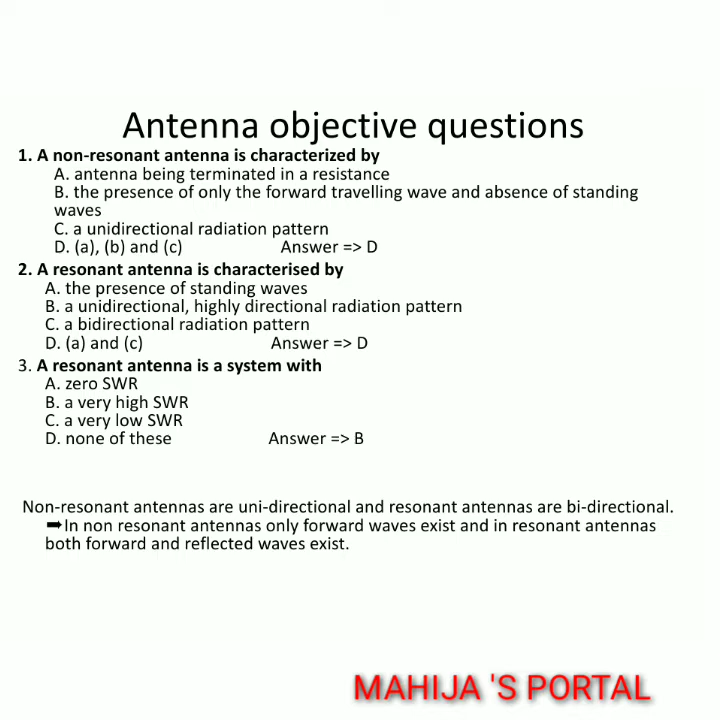 Antenna objective questions
1. A non-resonant antenna is characterized by
A. antenna being terminated in a resistance
B. the presence of only the forward travelling wave and absence of standing
waves
C. a unidirectional radiation pattern
D. (a), (b) and (c) Answer => D
2. A resonant antenna is characterised by
A. the presence of standing waves
B. a unidirectional, highly directional radiation pattern
C. a bidirectional radiation pattern
D. (a) and (c) Answer => D
3. A resonant antenna is a system with
A. zero SWR
B. a very high SWR
C. a very low SWR
D. none of these Answer => B
Non-resonant antennas are uni-directional and resonant antennas are bi-directional.
➡In non resonant antennas only forward waves exist and in resonant antennas
both forward and reflected waves exist.
MAHIJA 'S PORTAL